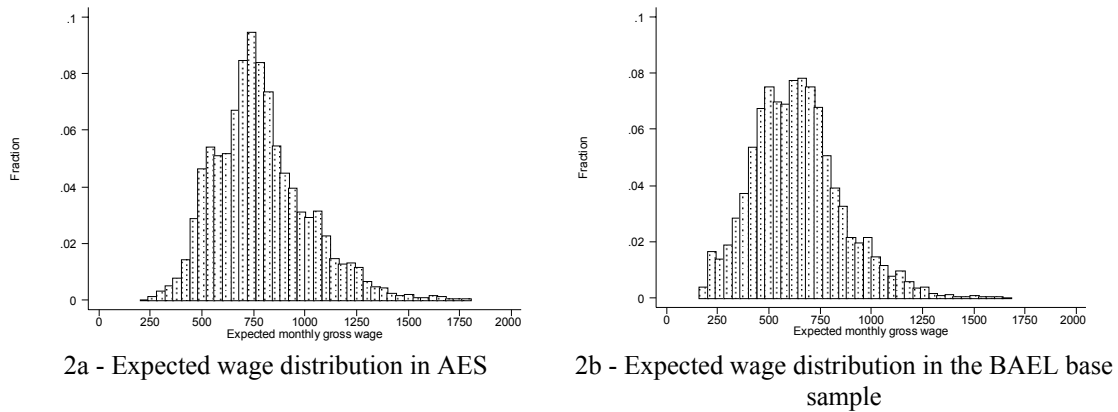 .1
.08
.06
.04
.02
0
Fraction
0 250 500 750 1000 1250 1500 1750 2000
Expected monthly gross wage
2a - Expected wage distribution in AES
.1
.08
.06
.04
.02
0
Fraction
0 250 500 750 1000 1250 1500 1750 2000
Expected monthly gross wage
2b - Expected wage distribution in the BAEL base
sample